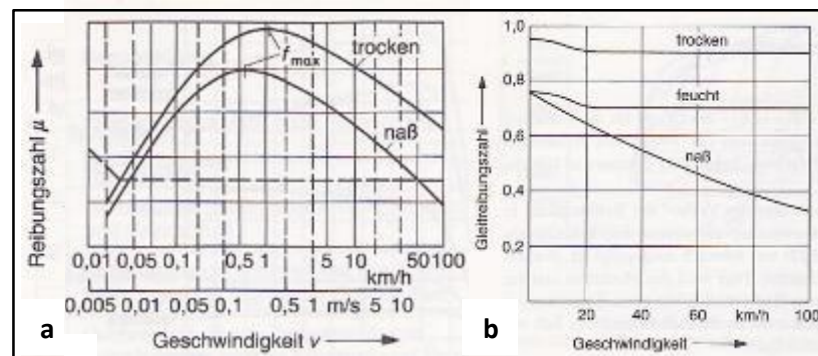 Reibungszahl μ
f max
trocken
naß
0,01 0,05 0,1 0,5 1 5 10 50 100
km/h
0,005 0,01 0,05 0,1 0,5 1 m/s 5 10
a
Geschwindigkeit v
Gleitreibungszahl
1,0
0,8
0,6
0,4
0,2
trocken
feucht
naß
20 60 km/h 100
b
Geschwindigkeit